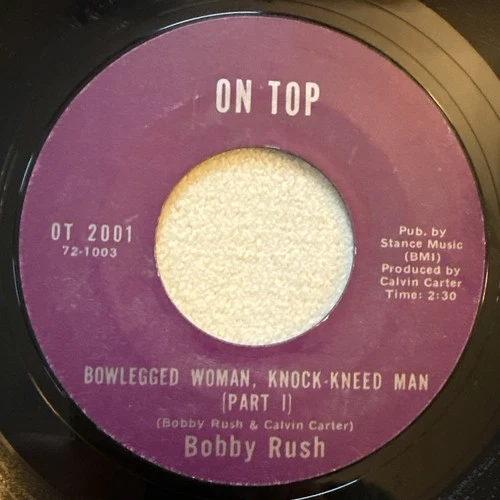 ON TOP
OT 2001
72-1003
Pub. by
Stance Music
(BMI)
Produced by
Calvin Carter
Time: 2:30
BOWLEGGED WOMAN, KNOCK-KNEED MAN
(PART I)
(Bobby Rush & Calvin Carter)
Bobby Rush